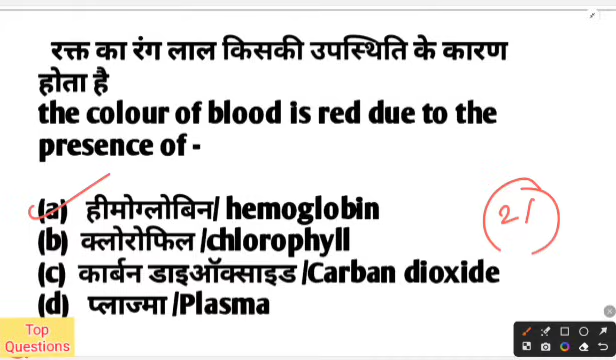 रक्त का रंग लाल किसकी उपस्थिति के कारण
होता है
the colour of blood is red due to the
presence of -
(a) हीमोग्लोबिन/ hemoglobin
(b) क्लोरोफिल /chlorophyll
(c) कार्बन डाइऑक्साइड /Carban dioxide
(d) प्लाज्मा /Plasma
21
Top
Questions